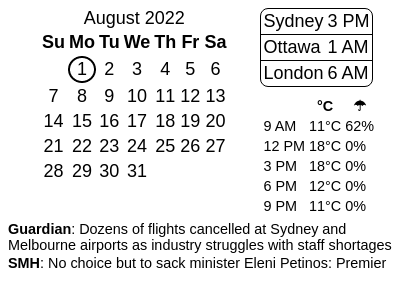 August 2022
Su Mo Tu We Th Fr Sa
1 2 3 4 5 6
7 8 9 10 11 12 13
14 15 16 17 18 19 20
21 22 23 24 25 26 27
28 29 30 31
Sydney 3 PM
Ottawa 1 AM
London 6 AM
°C ☂
9 AM 11°C 62%
12 PM 18°C 0%
3 PM 18°C 0%
6 PM 12°C 0%
9 PM 11°C 0%
Guardian: Dozens of flights cancelled at Sydney and
Melbourne airports as industry struggles with staff shortages
SMH: No choice but to sack minister Eleni Petinos: Premier